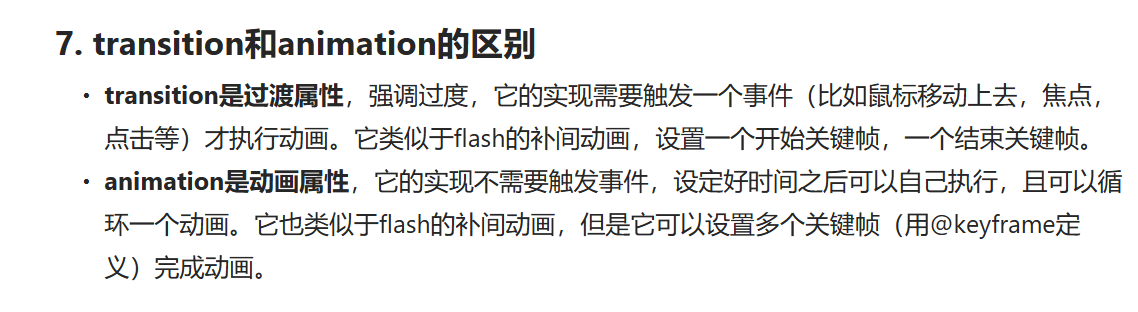 7. transition和animation的区别
• transition是过渡属性，强调过度，它的实现需要触发一个事件（比如鼠标移动上去，焦点，
点击等）才执行动画。它类似于flash的补间动画，设置一个开始关键帧，一个结束关键帧。
• animation是动画属性，它的实现不需要触发事件，设定好时间之后可以自己执行，且可以循
环一个动画。它也类似于flash的补间动画，但是它可以设置多个关键帧（用@keyframe定
义）完成动画。